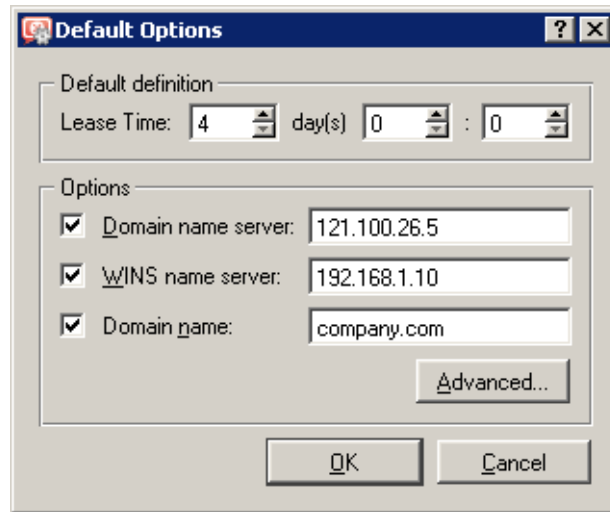 Default Options
Default definition
Lease Time: 4 day(s) 0 : 0
Options
Domain name server: 121.100.26.5
WINS name server: 192.168.1.10
Domain name: company.com
Advanced...
OK Cancel